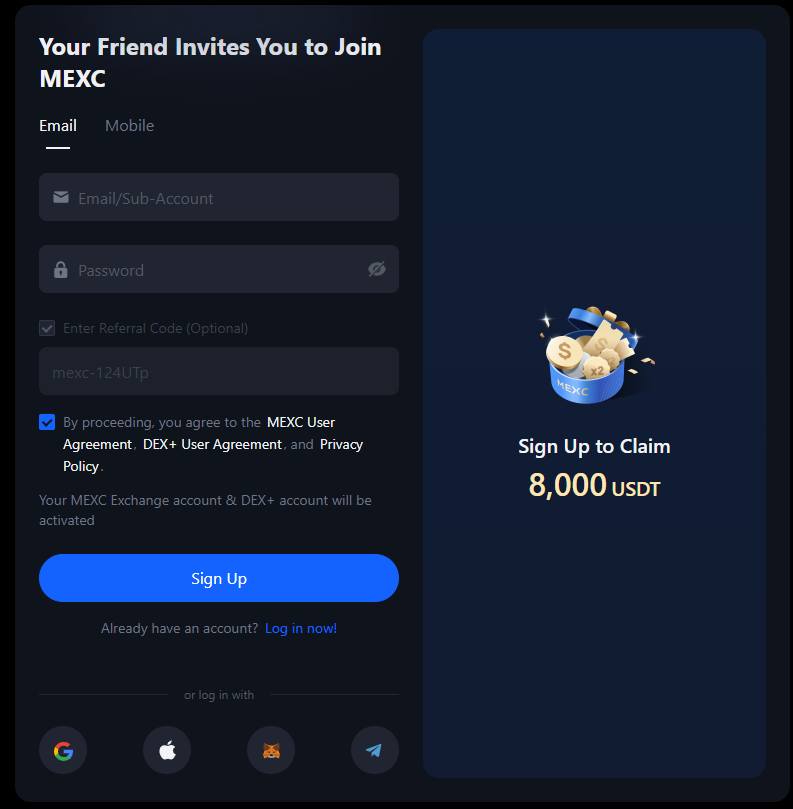 Your Friend Invites You to Join
MEXC
Email Mobile
Email/Sub-Account
Password
Enter Referral Code (Optional)
mexc-124UTp
By proceeding, you agree to the MEXC User
Agreement, DEX+ User Agreement, and Privacy
Policy.
Your MEXC Exchange account & DEX+ account will be
activated
Sign Up
Already have an account? Log in now!
or log in with
$
S
x2
MEXC
Sign Up to Claim
8,000 USDT